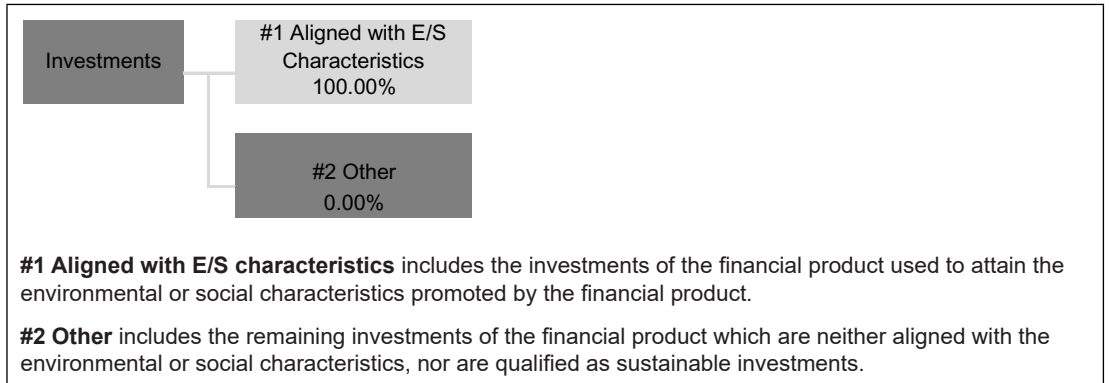 Investments
#1 Aligned with E/S
Characteristics
100.00%
#2 Other
0.00%
#1 Aligned with E/S characteristics includes the investments of the financial product used to attain the
environmental or social characteristics promoted by the financial product.
#2 Other includes the remaining investments of the financial product which are neither aligned with the
environmental or social characteristics, nor are qualified as sustainable investments.